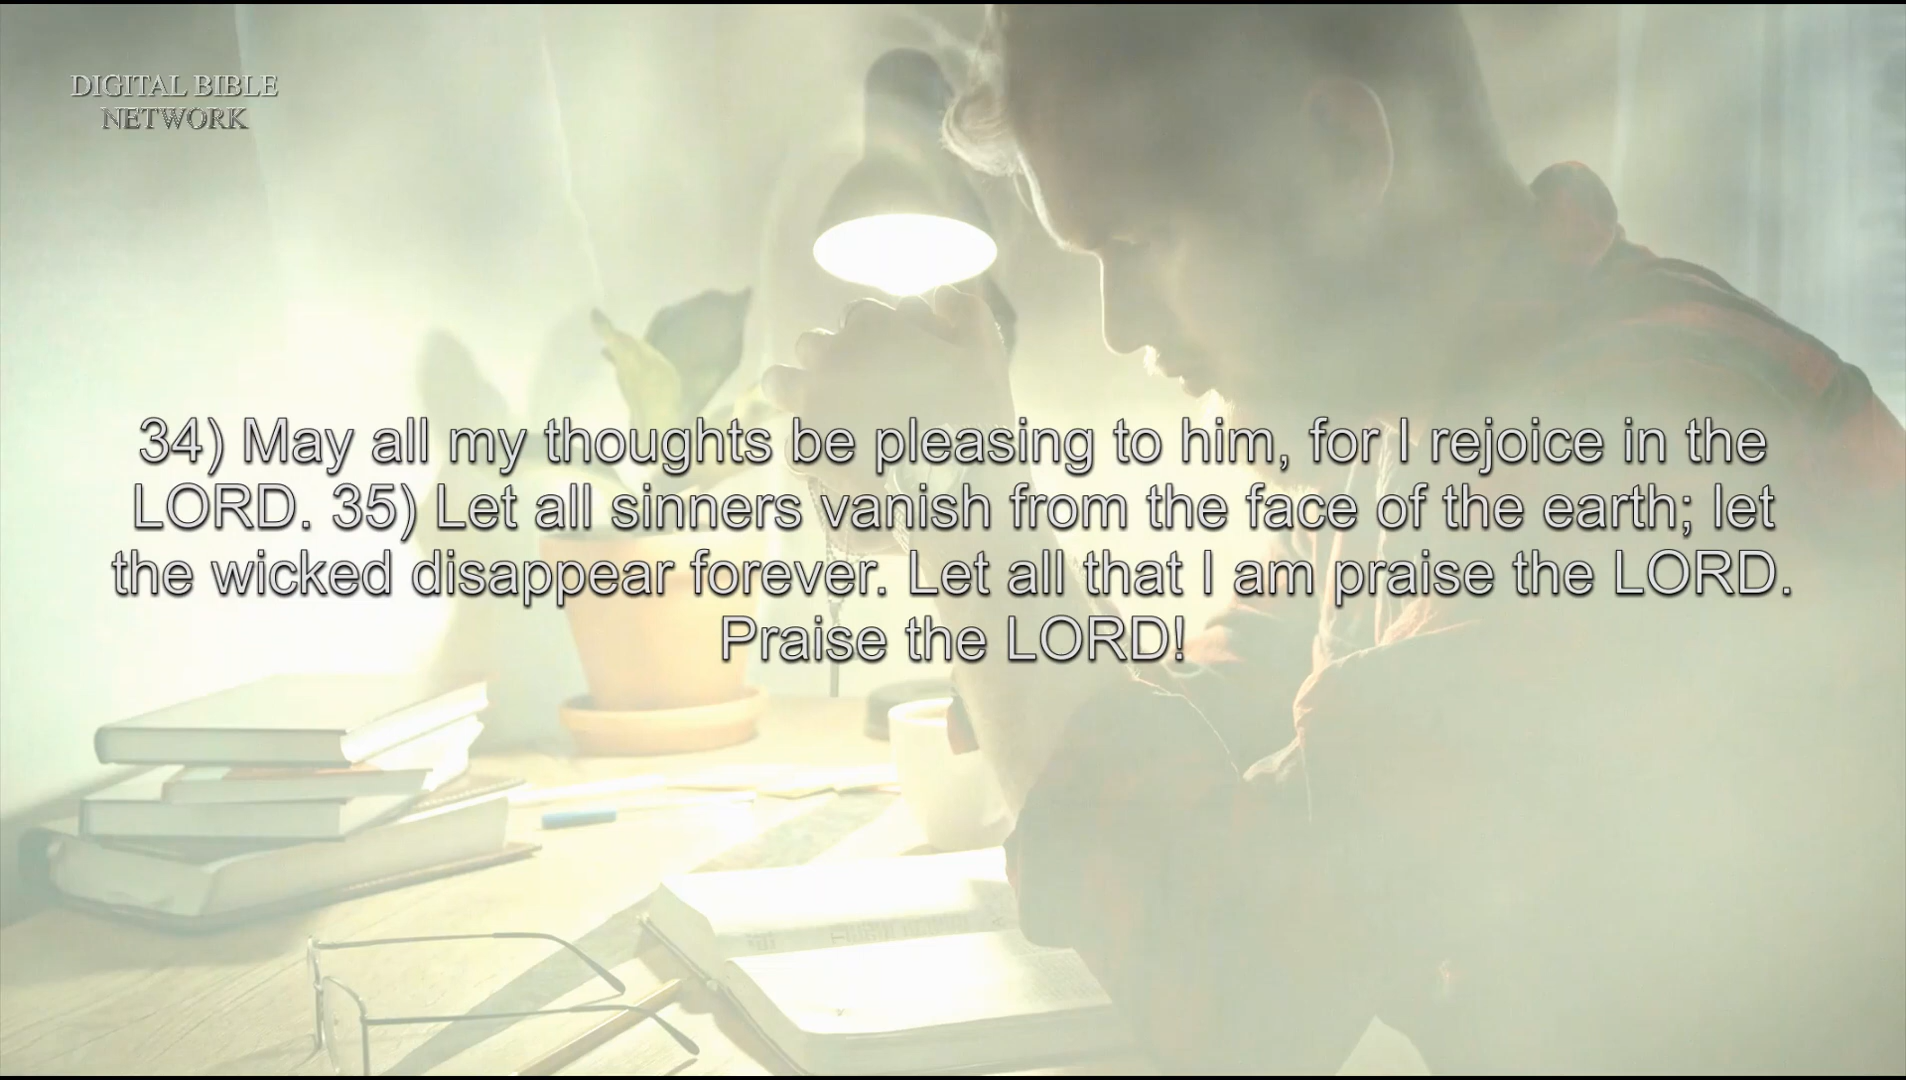 DIGITAL BIBLE
NETWORK
34) May all my thoughts be pleasing to him, for I rejoice in the
LORD. 35) Let all sinners vanish from the face of the earth; let
the wicked disappear forever. Let all that I am praise the LORD.
Praise the LORD!